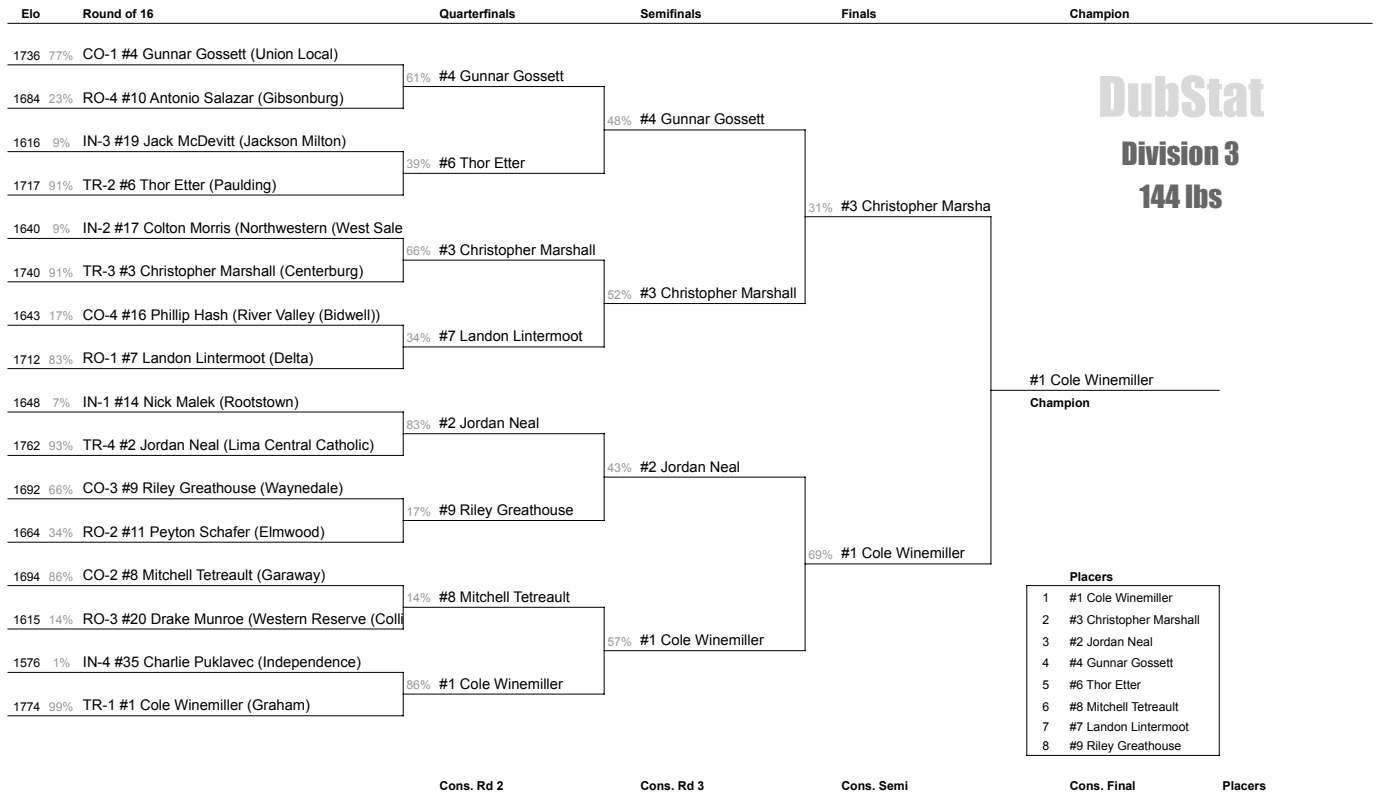 Elo Round of 16 Quarterfinals Semifinals Finals Champion
1736 77% CO-1 #4 Gunnar Gossett (Union Local)
61% #4 Gunnar Gossett
1684 23% RO-4 #10 Antonio Salazar (Gibsonburg)
48% #4 Gunnar Gossett
1616 9% IN-3 #19 Jack McDevitt (Jackson Milton)
39% #6 Thor Etter
1717 91% TR-2 #6 Thor Etter (Paulding)
31% #3 Christopher Marsha
1640 9% IN-2 #17 Colton Morris (Northwestern (West Sale
66% #3 Christopher Marshall
1740 91% TR-3 #3 Christopher Marshall (Centerburg)
52% #3 Christopher Marshall
1643 17% CO-4 #16 Phillip Hash (River Valley (Bidwell))
34% #7 Landon Lintermoot
1712 83% RO-1 #7 Landon Lintermoot (Delta)
#1 Cole Winemiller
Champion
1648 7% IN-1 #14 Nick Malek (Rootstown)
83% #2 Jordan Neal
1762 93% TR-4 #2 Jordan Neal (Lima Central Catholic)
43% #2 Jordan Neal
1692 66% CO-3 #9 Riley Greathouse (Waynedale)
17% #9 Riley Greathouse
1664 34% RO-2 #11 Peyton Schafer (Elmwood)
69% #1 Cole Winemiller
1694 86% CO-2 #8 Mitchell Tetreault (Garaway)
14% #8 Mitchell Tetreault
1615 14% RO-3 #20 Drake Munroe (Western Reserve (Colli
57% #1 Cole Winemiller
1576 1% IN-4 #35 Charlie Puklavec (Independence)
86% #1 Cole Winemiller
1774 99% TR-1 #1 Cole Winemiller (Graham)
DubStat
Division 3
144 lbs
Placers
1 #1 Cole Winemiller
2 #3 Christopher Marshall
3 #2 Jordan Neal
4 #4 Gunnar Gossett
5 #6 Thor Etter
6 #8 Mitchell Tetreault
7 #7 Landon Lintermoot
8 #9 Riley Greathouse
Cons. Rd 2 Cons. Rd 3 Cons. Semi Cons. Final Placers